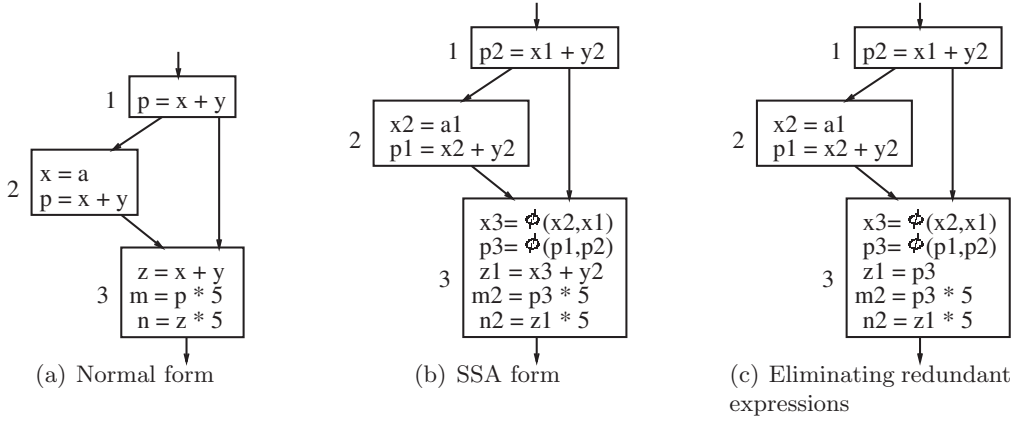 1
p = x + y
2
x = a
p = x + y
3
z = x + y
m = p * 5
n = z * 5
(a) Normal form
1
p2 = x1 + y2
2
x2 = a1
p1 = x2 + y2
3
x3= ϕ(x2,x1)
p3= ϕ(p1,p2)
z1 = x3 + y2
m2 = p3 * 5
n2 = z1 * 5
(b) SSA form
1
p2 = x1 + y2
2
x2 = a1
p1 = x2 + y2
3
x3= ϕ(x2,x1)
p3= ϕ(p1,p2)
z1 = p3
m2 = p3 * 5
n2 = z1 * 5
(c) Eliminating redundant
expressions